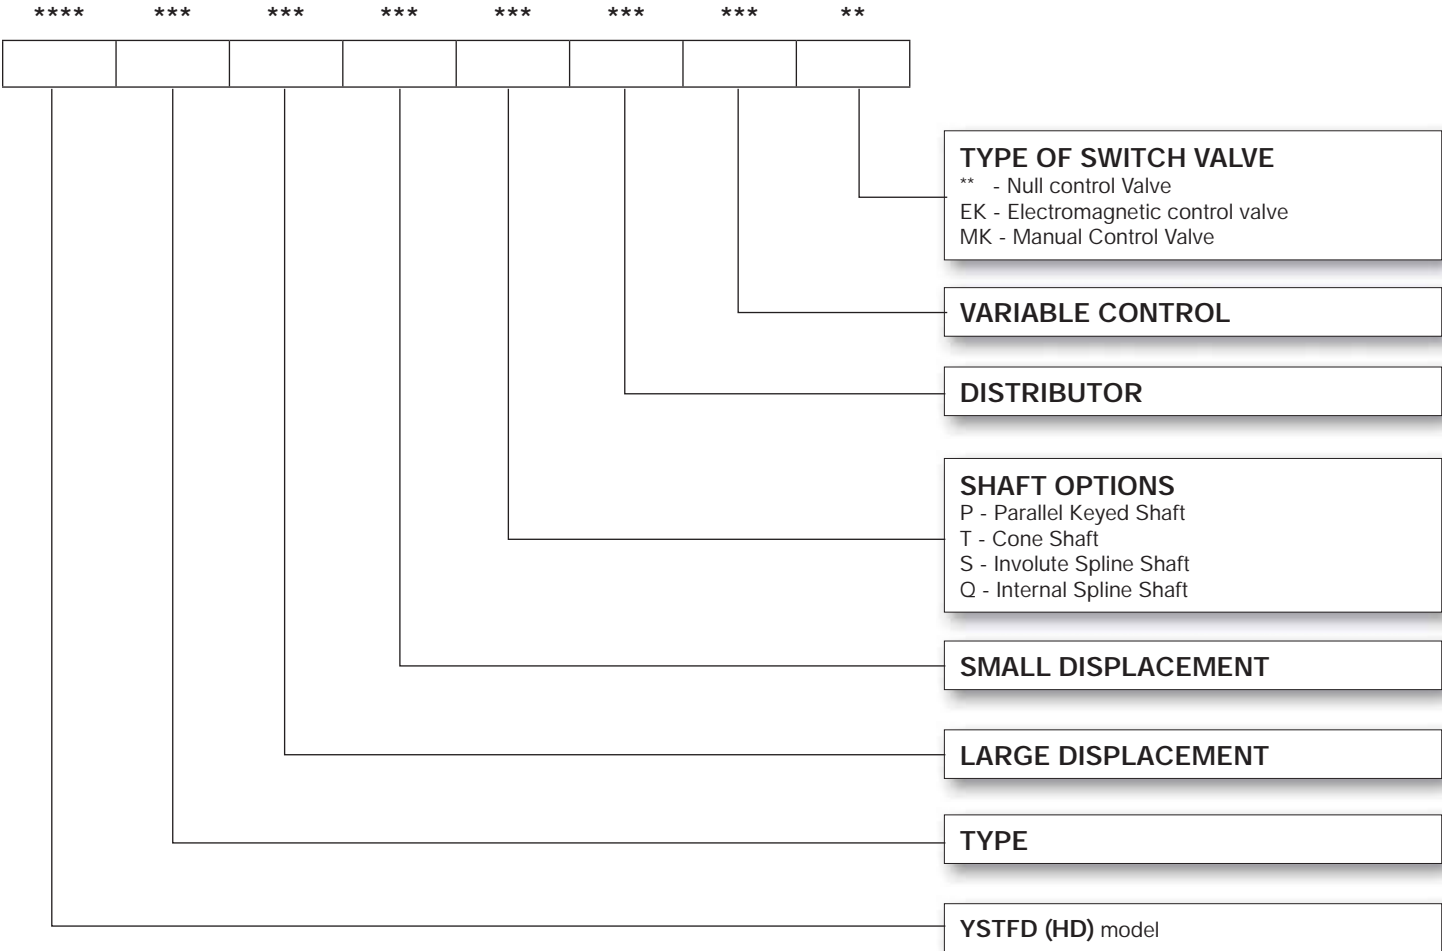 **** *** *** *** *** *** *** **
TYPE OF SWITCH VALVE
** - Null control Valve
EK - Electromagnetic control valve
MK - Manual Control Valve
VARIABLE CONTROL
DISTRIBUTOR
SHAFT OPTIONS
P - Parallel Keyed Shaft
T - Cone Shaft
S - Involute Spline Shaft
Q - Internal Spline Shaft
SMALL DISPLACEMENT
LARGE DISPLACEMENT
TYPE
YSTFD (HD) model